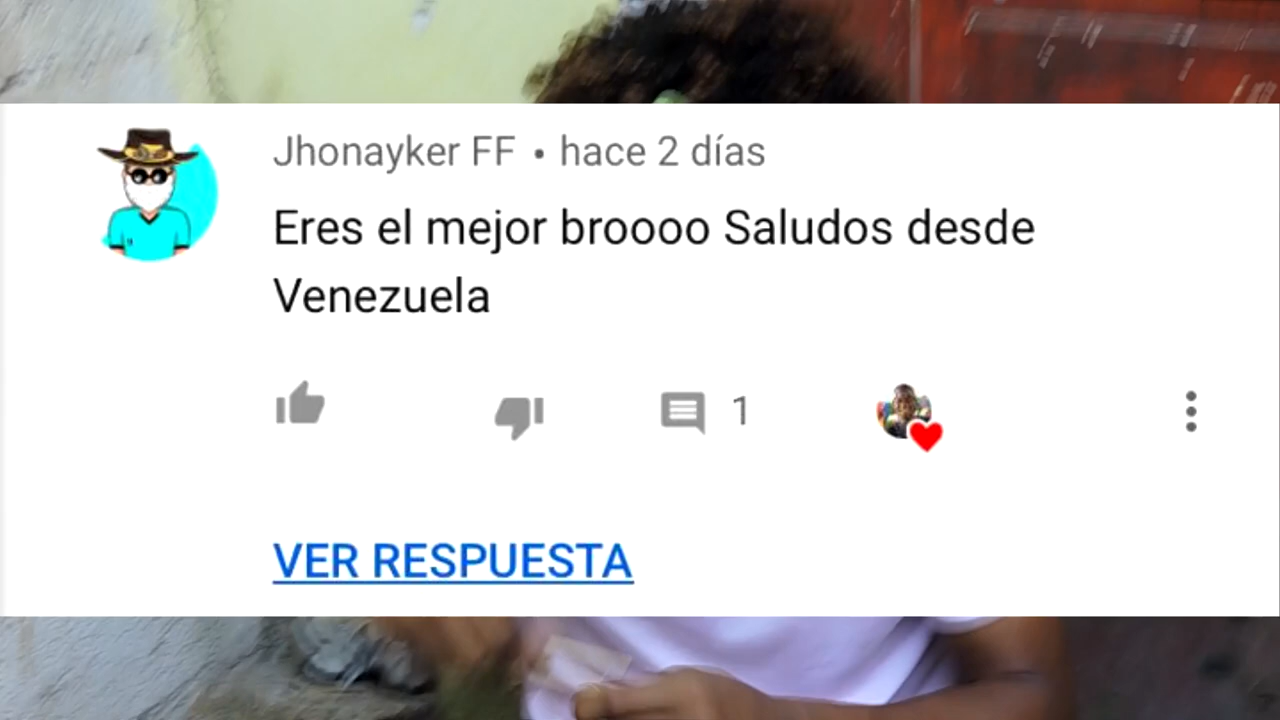 Jhonayker FF • hace 2 días
Eres el mejor broooo Saludos desde
Venezuela
1
VER RESPUESTA